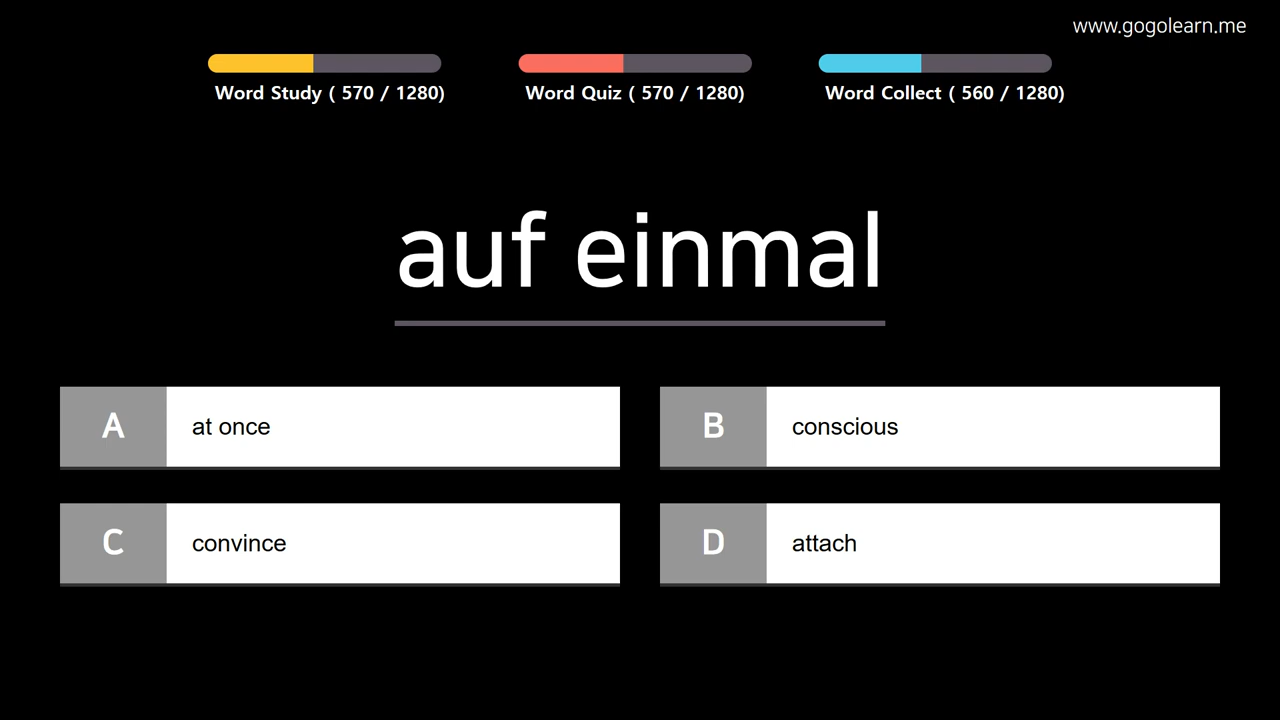 www.gogolearn.me
Word Study ( 570 / 1280)
Word Quiz ( 570 / 1280)
Word Collect ( 560 / 1280)
auf einmal
A at once
B conscious
C convince
D attach